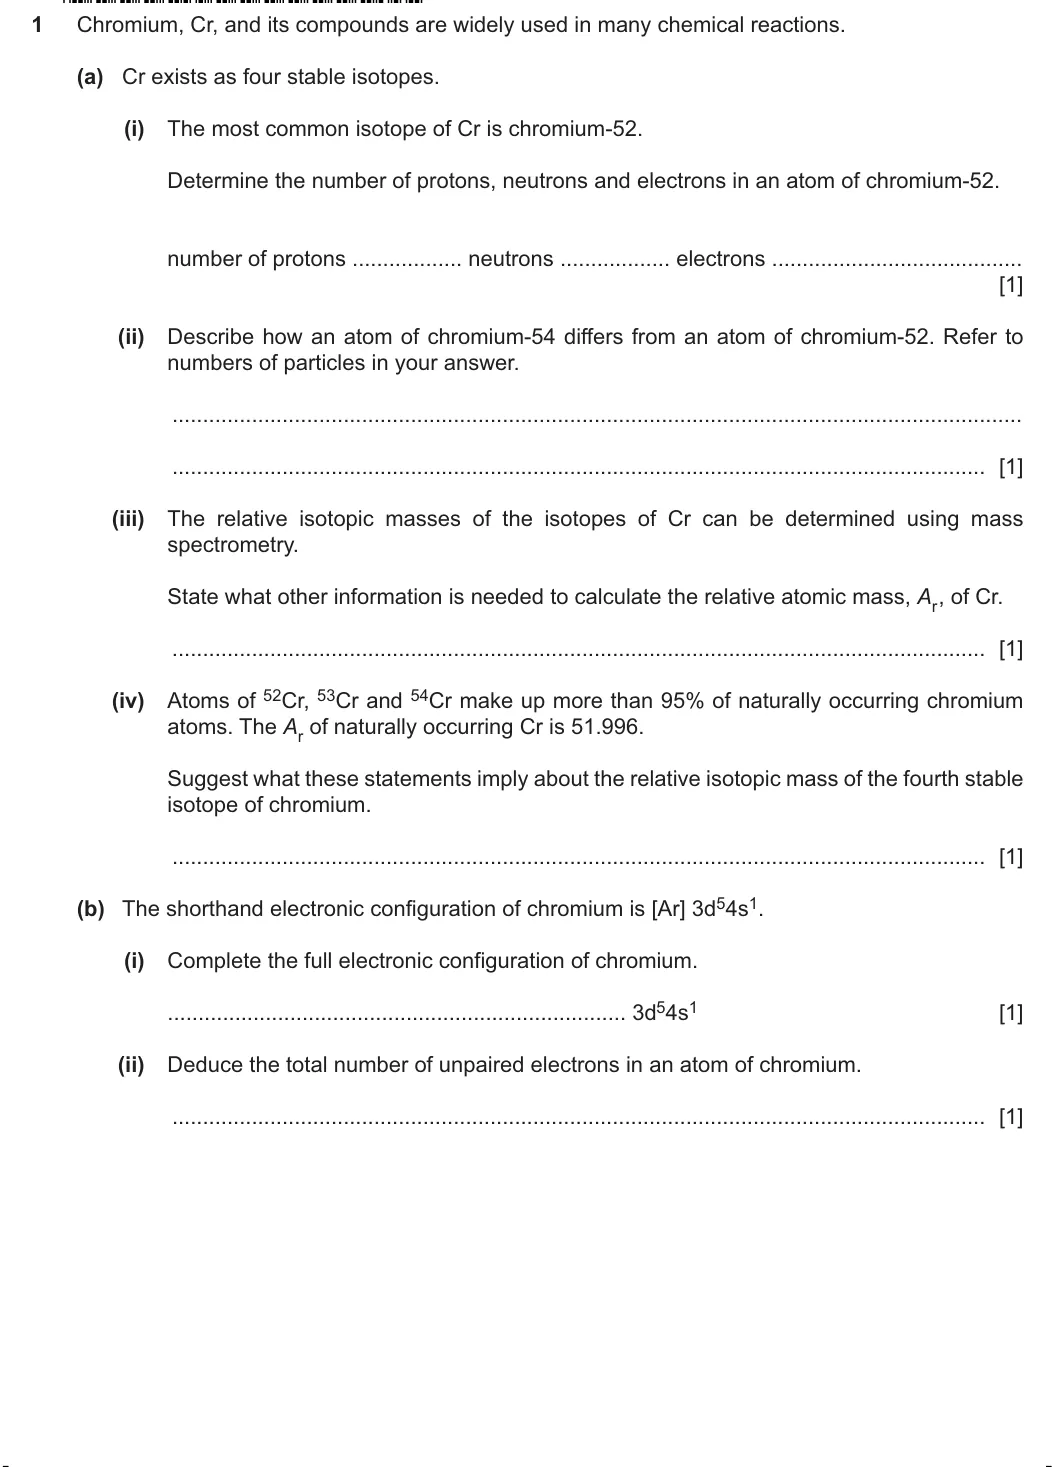 1 Chromium, Cr, and its compounds are widely used in many chemical reactions.
(a) Cr exists as four stable isotopes.
(i) The most common isotope of Cr is chromium-52.
Determine the number of protons, neutrons and electrons in an atom of chromium-52.
number of protons .................. neutrons .................. electrons .........................................
[1]
(ii) Describe how an atom of chromium-54 differs from an atom of chromium-52. Refer to
numbers of particles in your answer.
...........................................................................................................................................
..................................................................................................................................... [1]
(iii) The relative isotopic masses of the isotopes of Cr can be determined using mass
spectrometry.
State what other information is needed to calculate the relative atomic mass, Aᵣ, of Cr.
..................................................................................................................................... [1]
(iv) Atoms of ⁵²Cr, ⁵³Cr and ⁵⁴Cr make up more than 95% of naturally occurring chromium
atoms. The Aᵣ of naturally occurring Cr is 51.996.
Suggest what these statements imply about the relative isotopic mass of the fourth stable
isotope of chromium.
..................................................................................................................................... [1]
(b) The shorthand electronic configuration of chromium is [Ar] 3d⁵4s¹.
(i) Complete the full electronic configuration of chromium.
........................................................................... 3d⁵4s¹ [1]
(ii) Deduce the total number of unpaired electrons in an atom of chromium.
..................................................................................................................................... [1]